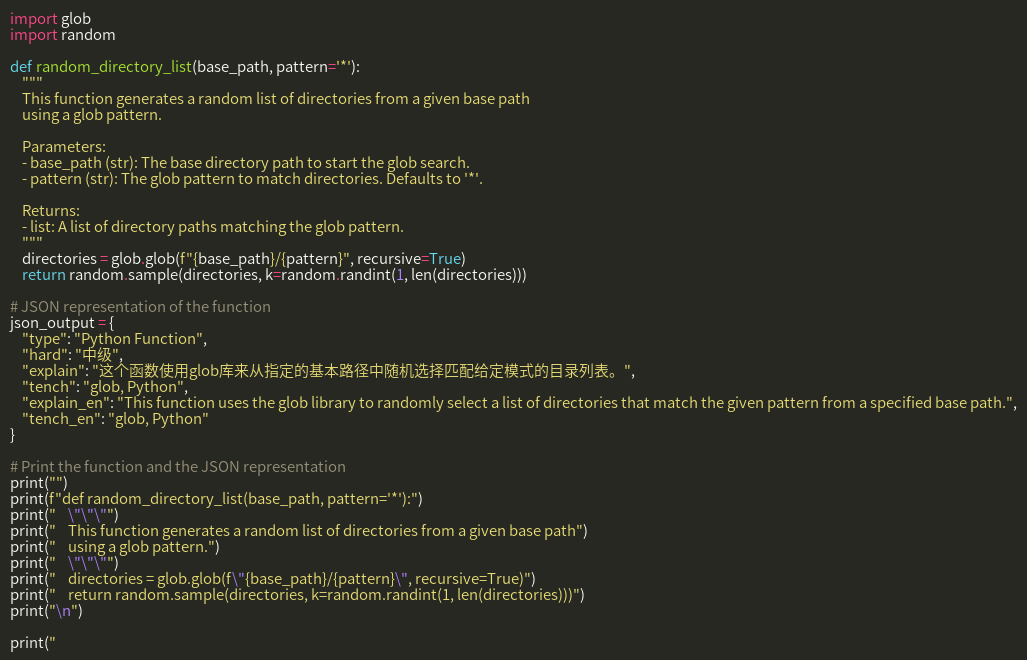 import glob
import random

def random_directory_list(base_path, pattern='*'):
    """
    This function generates a random list of directories from a given base path
    using a glob pattern.

    Parameters:
    - base_path (str): The base directory path to start the glob search.
    - pattern (str): The glob pattern to match directories. Defaults to '*'.

    Returns:
    - list: A list of directory paths matching the glob pattern.
    """
    directories = glob.glob(f"{base_path}/{pattern}", recursive=True)
    return random.sample(directories, k=random.randint(1, len(directories)))

# JSON representation of the function
json_output = {
    "type": "Python Function",
    "hard": "中级",
    "explain": "这个函数使用glob库来从指定的基本路径中随机选择匹配给定模式的目录列表。",
    "tench": "glob, Python",
    "explain_en": "This function uses the glob library to randomly select a list of directories that match the given pattern from a specified base path.",
    "tench_en": "glob, Python"
}

# Print the function and the JSON representation
print("")
print(f"def random_directory_list(base_path, pattern='*'):")
print("    \"\"\"")
print("    This function generates a random list of directories from a given base path")
print("    using a glob pattern.")
print("    \"\"\"")
print("    directories = glob.glob(f\"{base_path}/{pattern}\", recursive=True)")
print("    return random.sample(directories, k=random.randint(1, len(directories)))")
print("\n")

print("